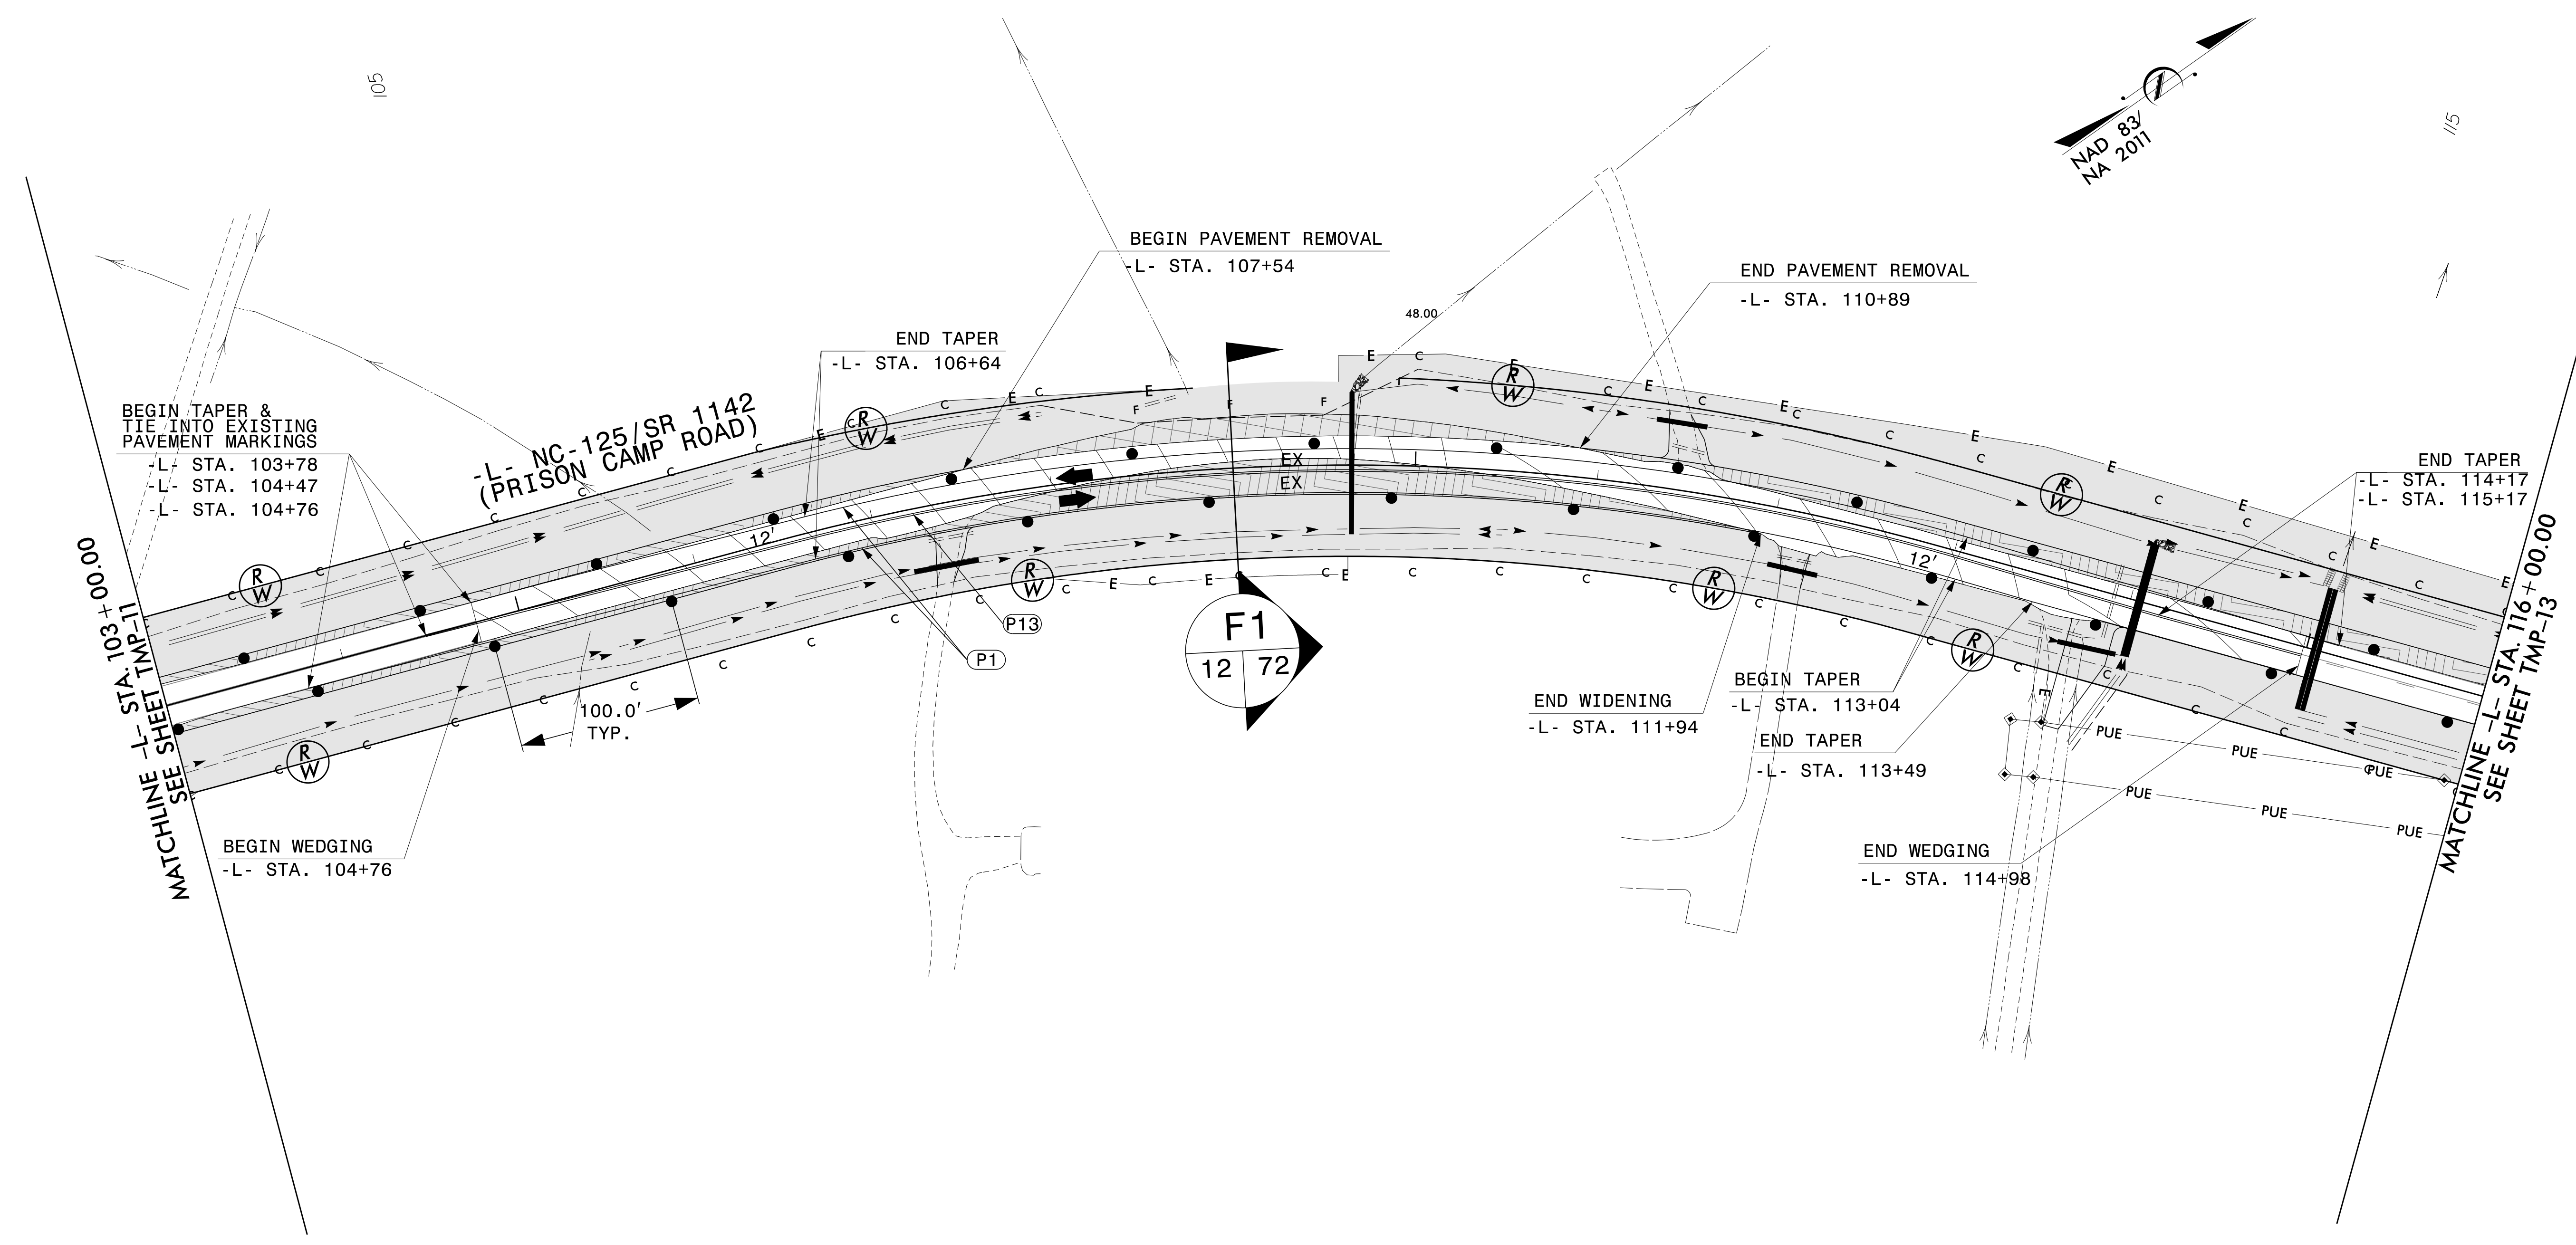 105
115
NAD 83/
NA 2011
BEGIN PAVEMENT REMOVAL
-L- STA. 107+54
END PAVEMENT REMOVAL
-L- STA. 110+89
48.00
END TAPER
-L- STA. 106+64
-L- NC-125/SR 1142
(PRISON CAMP ROAD)
BEGIN TAPER &
TIE INTO EXISTING
PAVEMENT MARKINGS
-L- STA. 103+78
-L- STA. 104+47
-L- STA. 104+76
END TAPER
-L- STA. 114+17
-L- STA. 115+17
EX
EX
12'
12'
R
W
R
W
R
W
R
W
R
W
R
W
R
W
R
W
P13
P1
F1
12 72
100.0'
TYP.
MATCHLINE -L- STA. 103+00.00
SEE SHEET TMP-11
MATCHLINE -L- STA. 116+00.00
SEE SHEET TMP-13
BEGIN TAPER
-L- STA. 113+04
END WIDENING
-L- STA. 111+94
END TAPER
-L- STA. 113+49
PUE
PUE
PUE
PUE
PUE
PUE
BEGIN WEDGING
-L- STA. 104+76
END WEDGING
-L- STA. 114+98